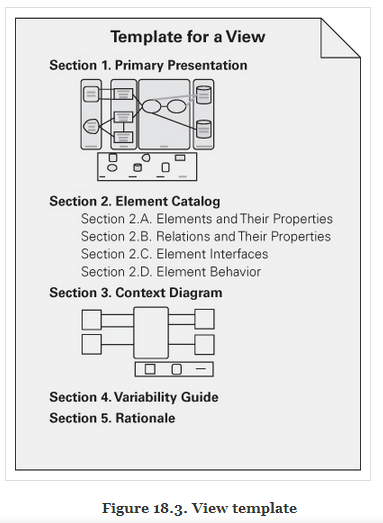 Template for a View
Section 1. Primary Presentation
Section 2. Element Catalog
Section 2.A. Elements and Their Properties
Section 2.B. Relations and Their Properties
Section 2.C. Element Interfaces
Section 2.D. Element Behavior
Section 3. Context Diagram
Section 4. Variability Guide
Section 5. Rationale
Figure 18.3. View template